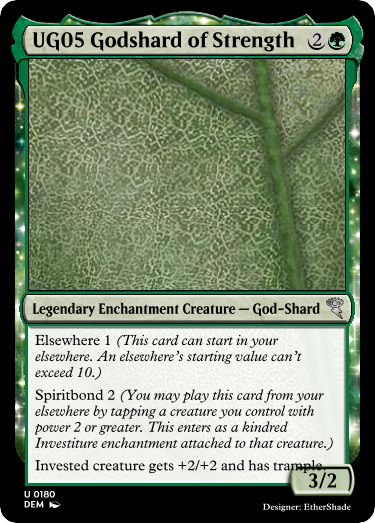 UG05 Godshard of Strength 2
Legendary Enchantment Creature — God-Shard
Elsewhere 1 (This card can start in your
elsewhere. An elsewhere's starting value can't
exceed 10.)
Spiritbond 2 (You may play this card from your
elsewhere by tapping a creature you control with
power 2 or greater. This enters as a kindred
Investiture enchantment attached to that creature.)
Invested creature gets +2/+2 and has trample.
3/2
U 0180
DEM
Designer: EtherShade